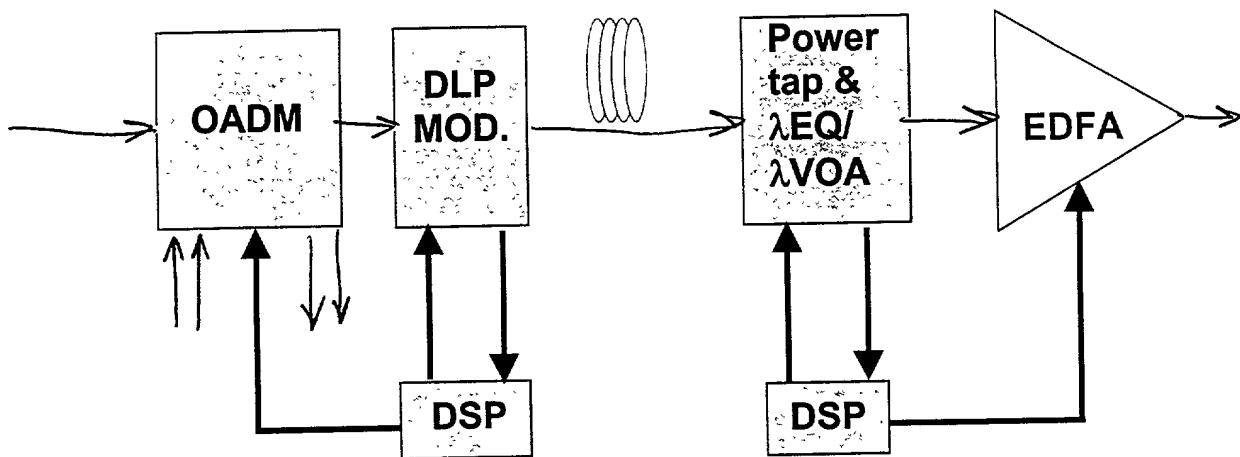 OADM
DLP
MOD.
Power
tap &
λEQ/
λVOA
EDFA
DSP
DSP